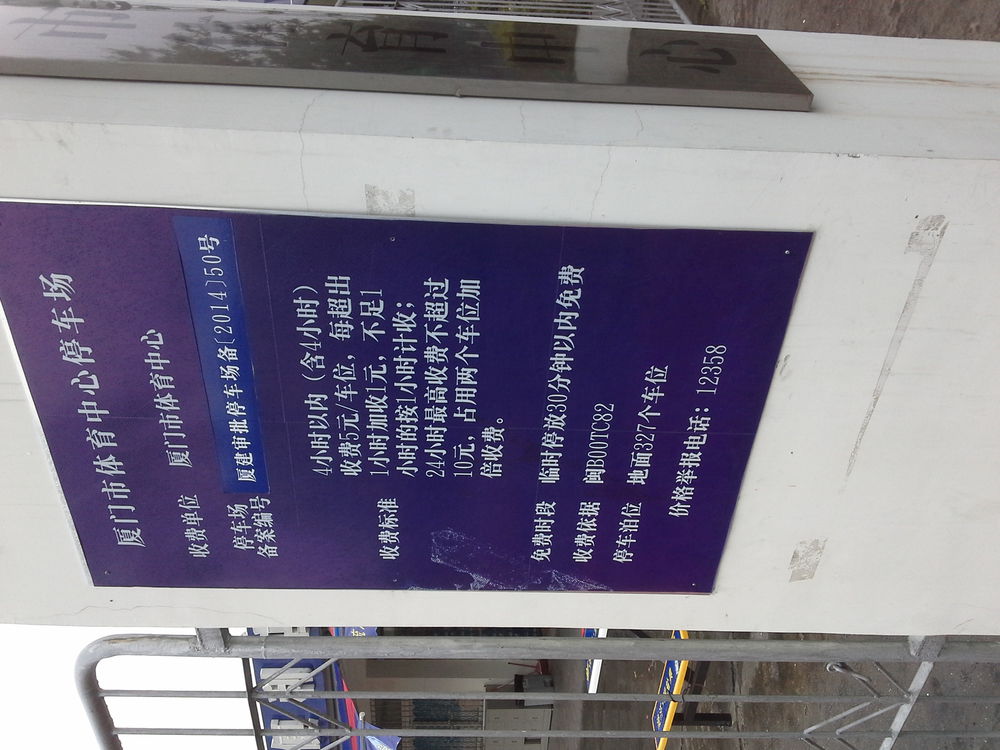 市 育中心
厦门市体育中心停车场
收费单位 厦门市体育中心
停车场
备案编号 厦建审批停车场备〔2014〕50号
收费标准
4小时以内（含4小时）
收费5元/车位，每超出
1小时加收1元，不足1
小时的按1小时计收；
24小时最高收费不超过
10元，占用两个车位加
倍收费。
免费时段 临时停放30分钟以内免费
收费依据 闽B00TC82
停车泊位 地面327个车位
价格举报电话：12358